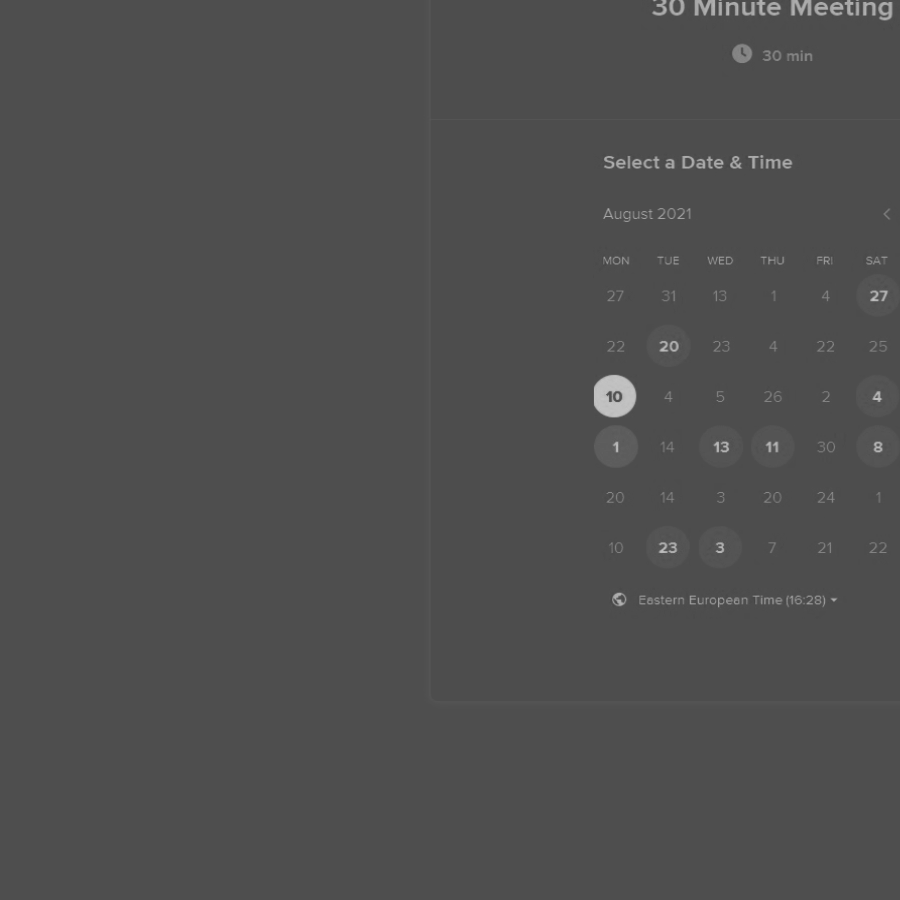 30 Minute Meeting
30 min
Select a Date & Time
August 2021
MON TUE WED THU FRI SAT
27 31 13 1 4 27
22 20 23 4 22 25
10 4 5 26 2 4
1 14 13 11 30 8
20 14 3 20 24 1
10 23 3 7 21 22
Eastern European Time (16:28)